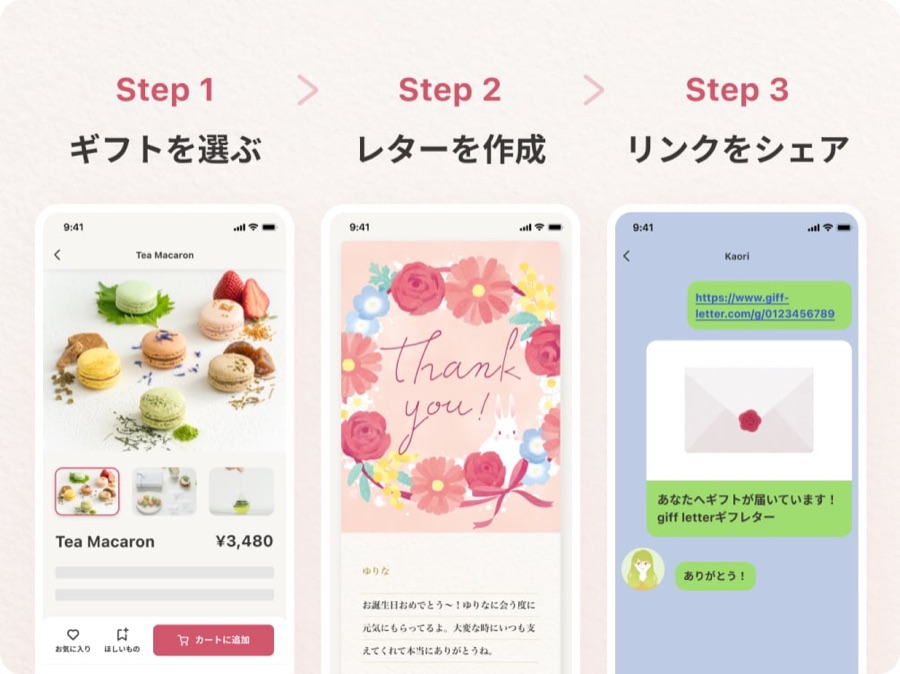 Step 1
ギフトを選ぶ
Step 2
レターを作成
Step 3
リンクをシェア
9:41
Tea Macaron
Tea Macaron
¥3,480
お気に入り
ほしいもの
カートに追加
9:41
Thank
you!
ゆりな
お誕生日おめでとう〜！ゆりなに会う度に
元気にもらってるよ。大変な時にいつも支
えてくれて本当にありがとうね。
9:41
Kaori
https://www.giff-
letter.com/g/0123456789
あなたへギフトが届いています！
giff letterギフレター
ありがとう！